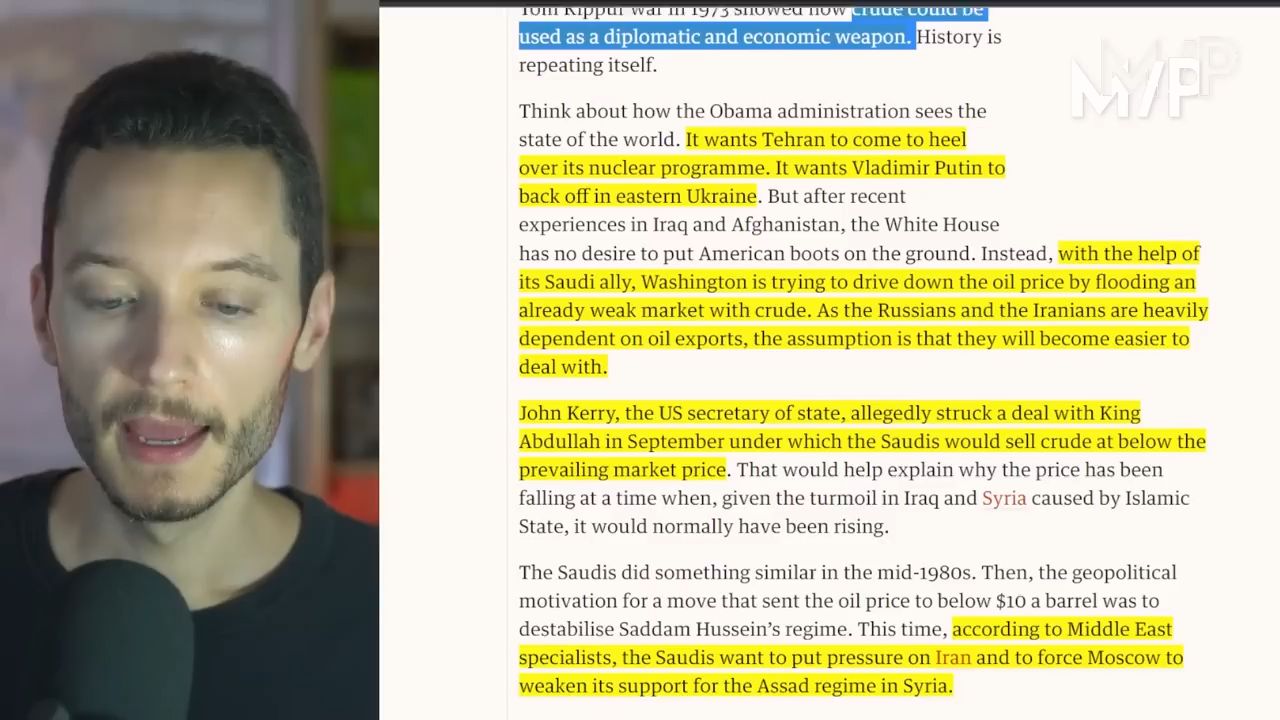 Yom Kippur war in 1973 showed how crude could be
used as a diplomatic and economic weapon. History is
repeating itself.
Think about how the Obama administration sees the
state of the world. It wants Tehran to come to heel
over its nuclear programme. It wants Vladimir Putin to
back off in eastern Ukraine. But after recent
experiences in Iraq and Afghanistan, the White House
has no desire to put American boots on the ground. Instead, with the help of
its Saudi ally, Washington is trying to drive down the oil price by flooding an
already weak market with crude. As the Russians and the Iranians are heavily
dependent on oil exports, the assumption is that they will become easier to
deal with.
John Kerry, the US secretary of state, allegedly struck a deal with King
Abdullah in September under which the Saudis would sell crude at below the
prevailing market price. That would help explain why the price has been
falling at a time when, given the turmoil in Iraq and Syria caused by Islamic
State, it would normally have been rising.
The Saudis did something similar in the mid-1980s. Then, the geopolitical
motivation for a move that sent the oil price to below $10 a barrel was to
destabilise Saddam Hussein’s regime. This time, according to Middle East
specialists, the Saudis want to put pressure on Iran and to force Moscow to
weaken its support for the Assad regime in Syria.
M/P